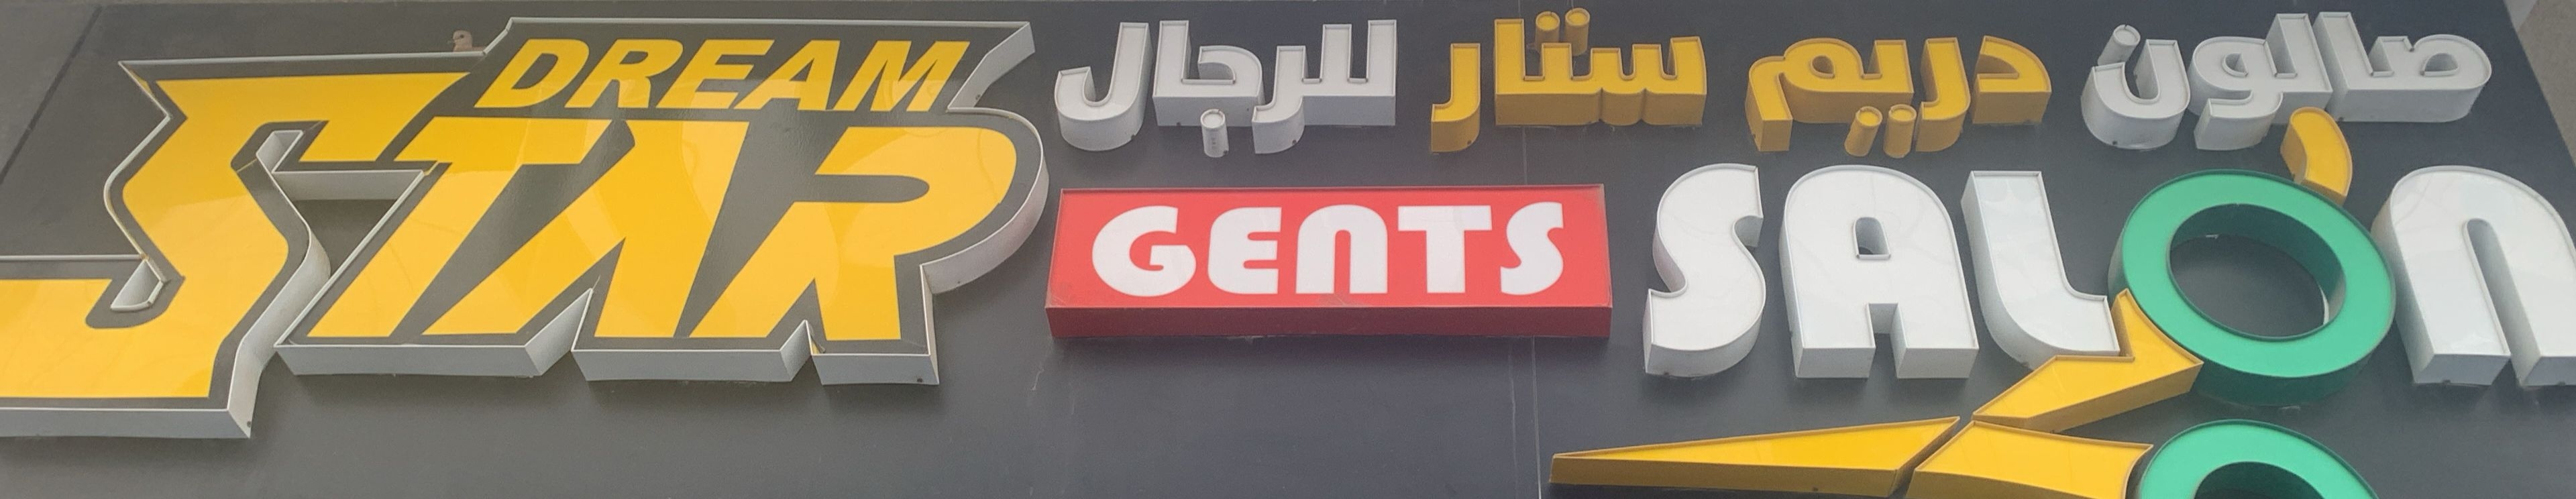 DREAM
STAR
صالون دريم ستار للرجال
GENTS SALON